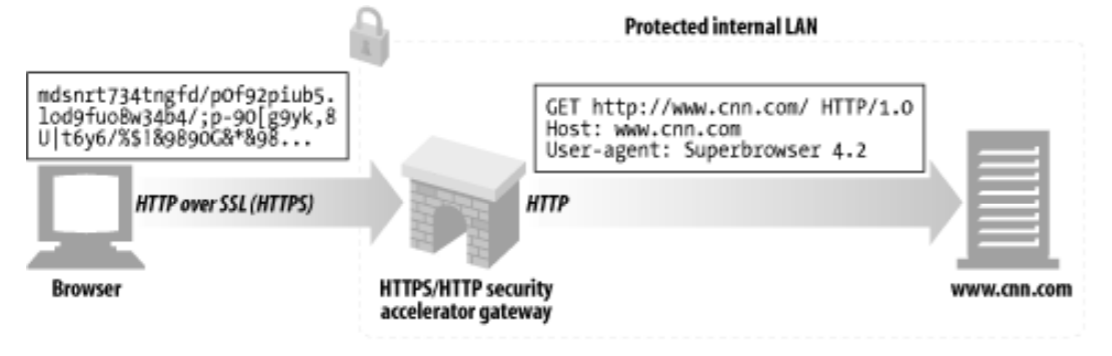 Protected internal LAN
mdsnrt734tngfd/pOf92piub5.
lod9fuo8w34b4/;p-90[g9yk,8
U|t6y6/%$1&9890G&*&98...
GET http://www.cnn.com/ HTTP/1.0
Host: www.cnn.com
User-agent: Superbrowser 4.2
HTTP over SSL (HTTPS)
HTTP
Browser
HTTPS/HTTP security
accelerator gateway
www.cnn.com